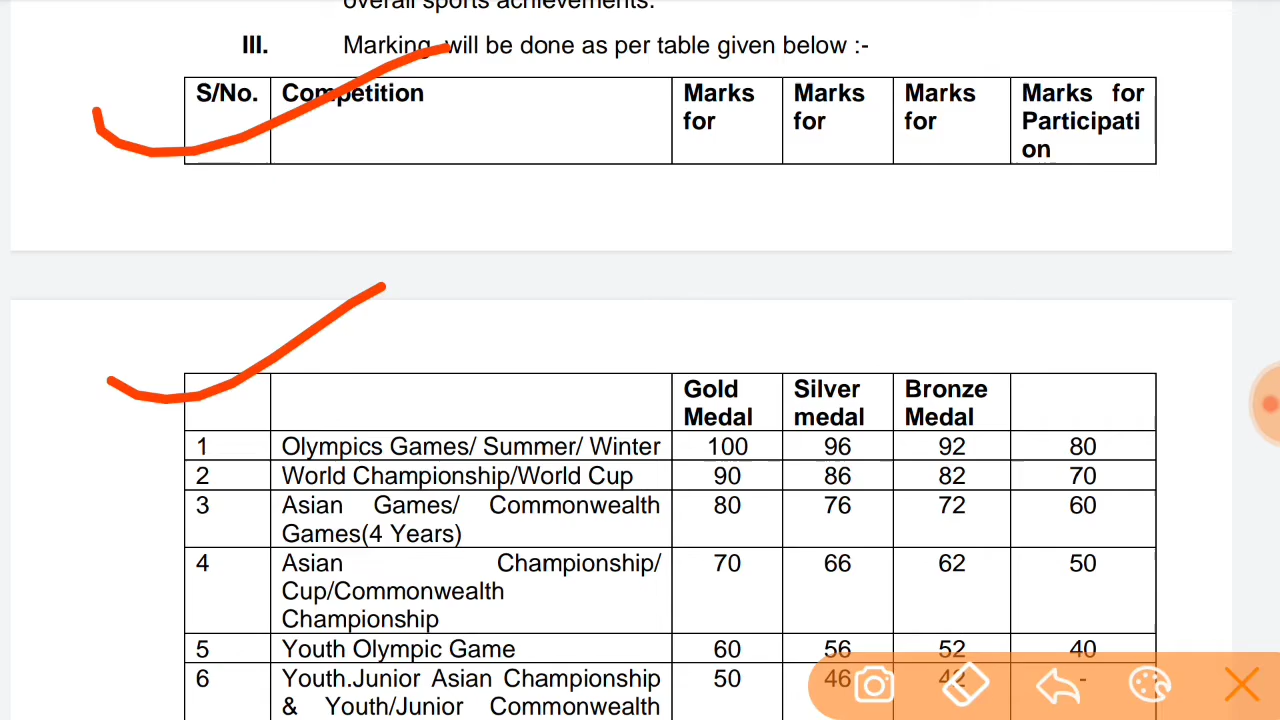 overall sports achievements.
III. Marking will be done as per table given below :-
S/No. Competition Marks for Marks for Marks for Marks for Participati on
Gold Medal Silver medal Bronze Medal
1 Olympics Games/ Summer/ Winter 100 96 92 80
2 World Championship/World Cup 90 86 82 70
3 Asian Games/ Commonwealth 80 76 72 60
Games(4 Years)
4 Asian Championship/ 70 66 62 50
Cup/Commonwealth
Championship
5 Youth Olympic Game 60 56 52 40
6 Youth.Junior Asian Championship 50 46 42 -
& Youth/Junior Commonwealth